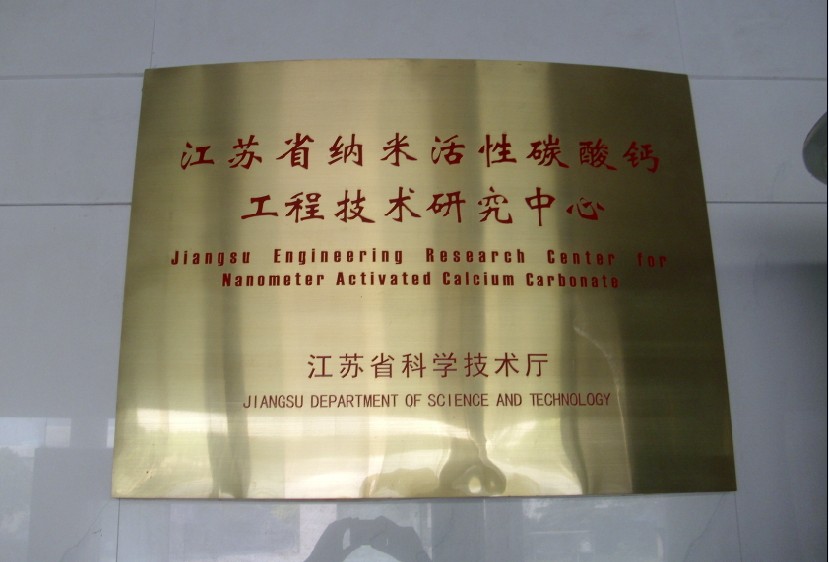 江苏省纳米活性碳酸钙
工程技术研究中心
Jiangsu Engineering Research Center for
Nanometer Activated Calcium Carbonate
江苏省科学技术厅
JIANGSU DEPARTMENT OF SCIENCE AND TECHNOLOGY